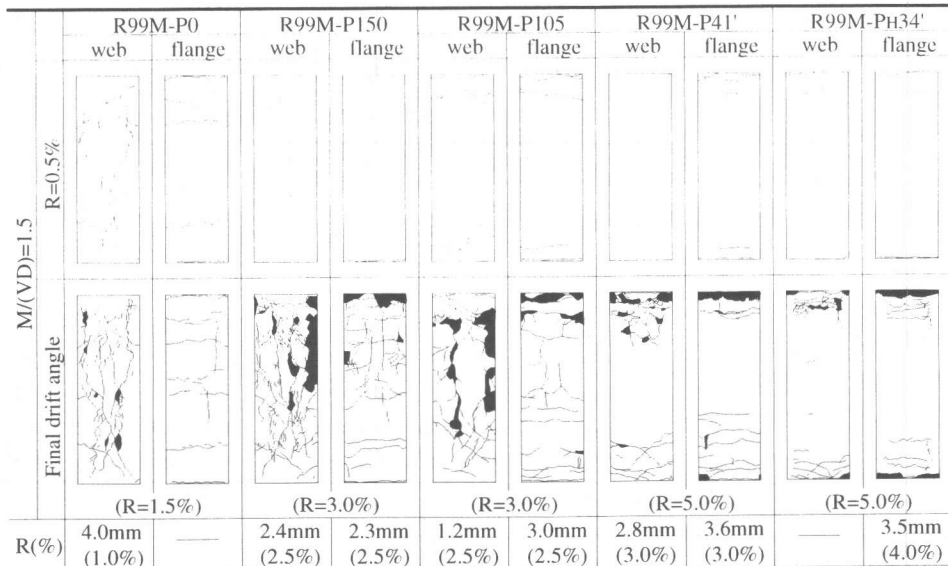 R99M-P0 R99M-P150 R99M-P105 R99M-P41' R99M-PH34'
web flange web flange web flange web flange web flange
M/(VD)=1.5
R=0.5%
Final drift angle
(R=1.5%) (R=3.0%) (R=3.0%) (R=5.0%) (R=5.0%)
R(%) 4.0mm —— 2.4mm 2.3mm 1.2mm 3.0mm 2.8mm 3.6mm —— 3.5mm
(1.0%) (2.5%) (2.5%) (2.5%) (2.5%) (3.0%) (3.0%) (4.0%)